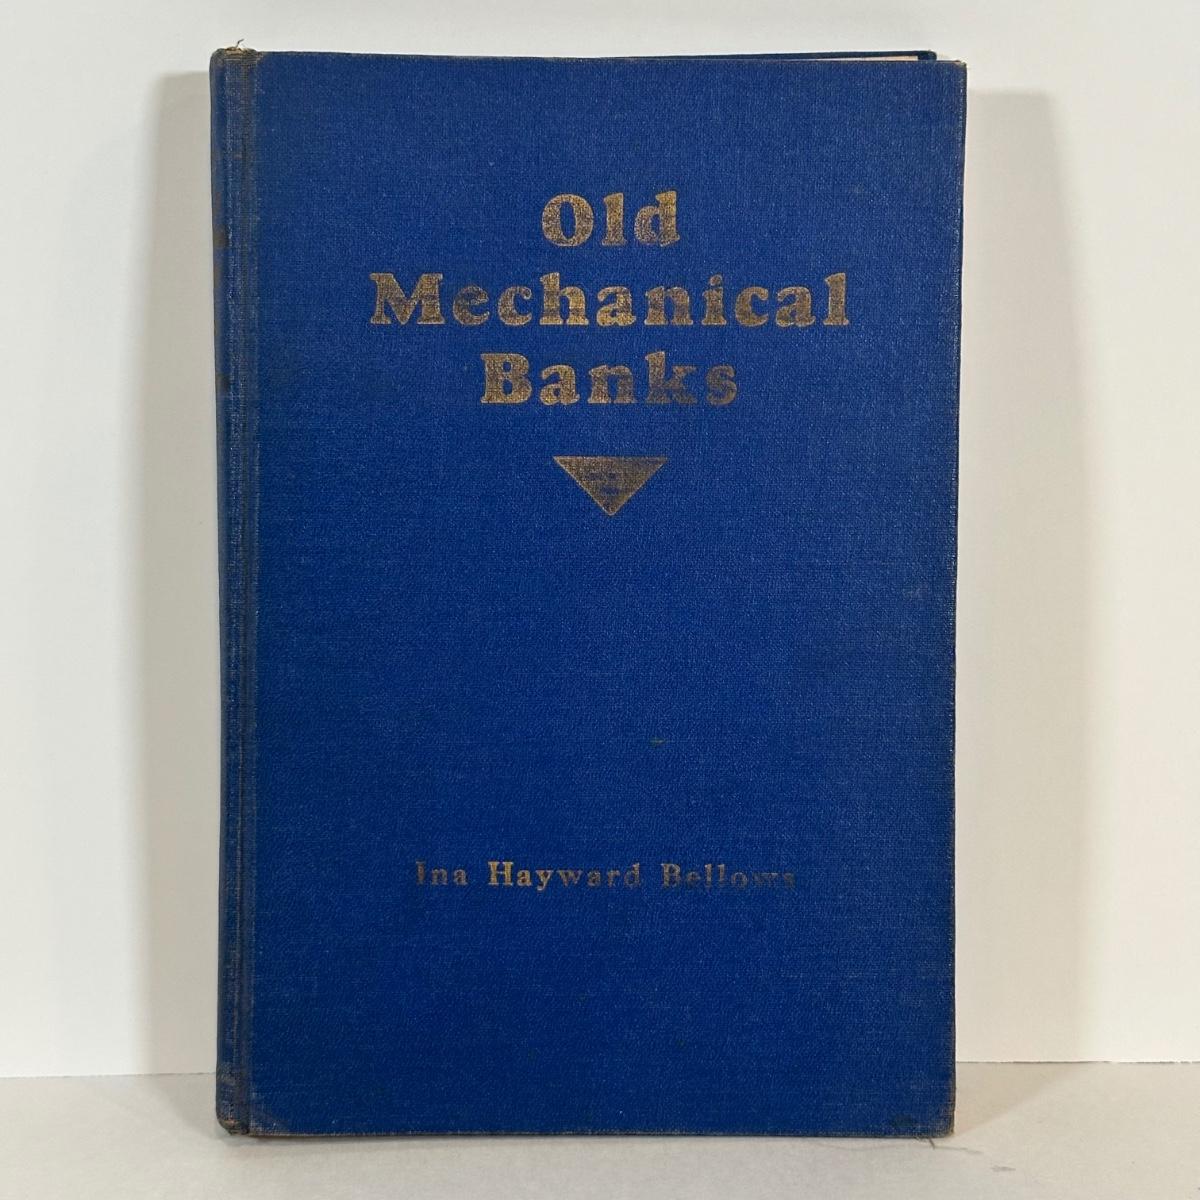 Old
Mechanical
Banks
Ina Hayward Bellows